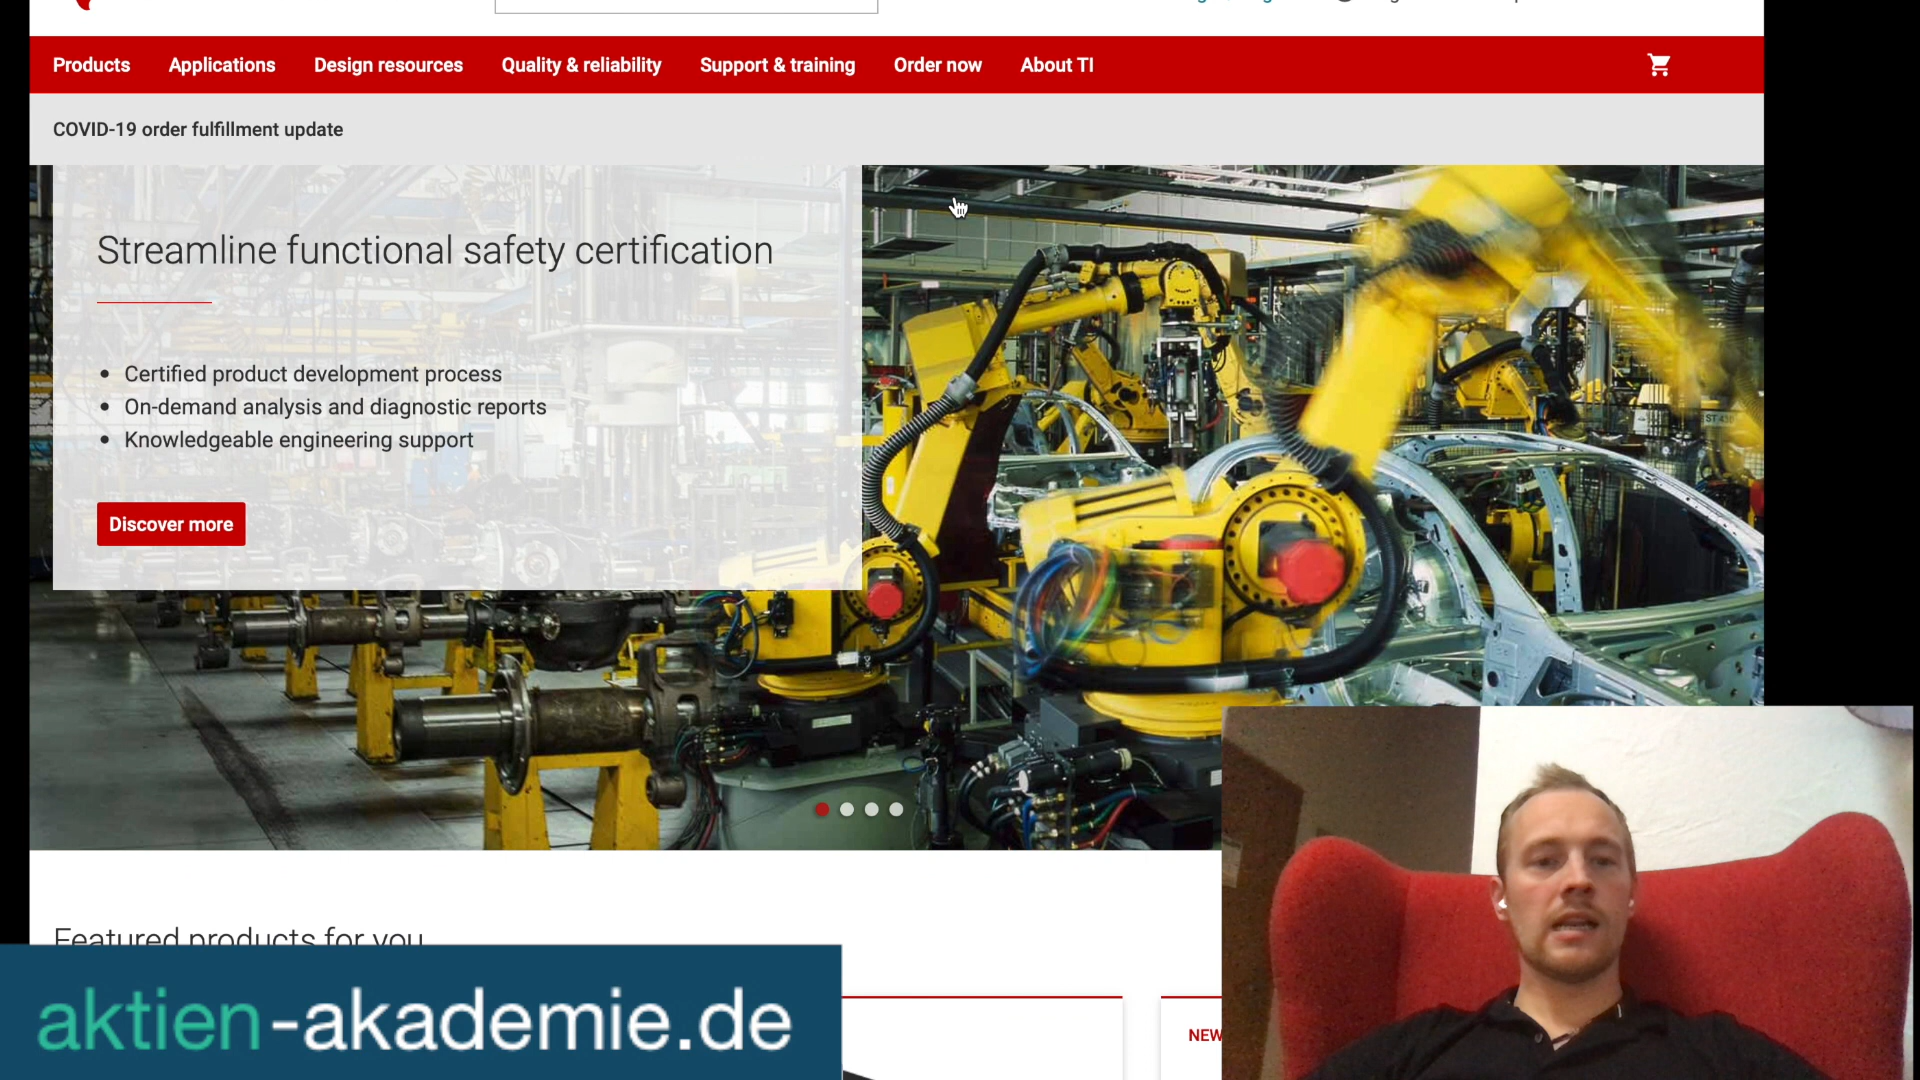 Products Applications Design resources Quality & reliability Support & training Order now About TI
COVID-19 order fulfillment update
Streamline functional safety certification
• Certified product development process
• On-demand analysis and diagnostic reports
• Knowledgeable engineering support
Discover more
Featured products for you
NEW
aktien-akademie.de